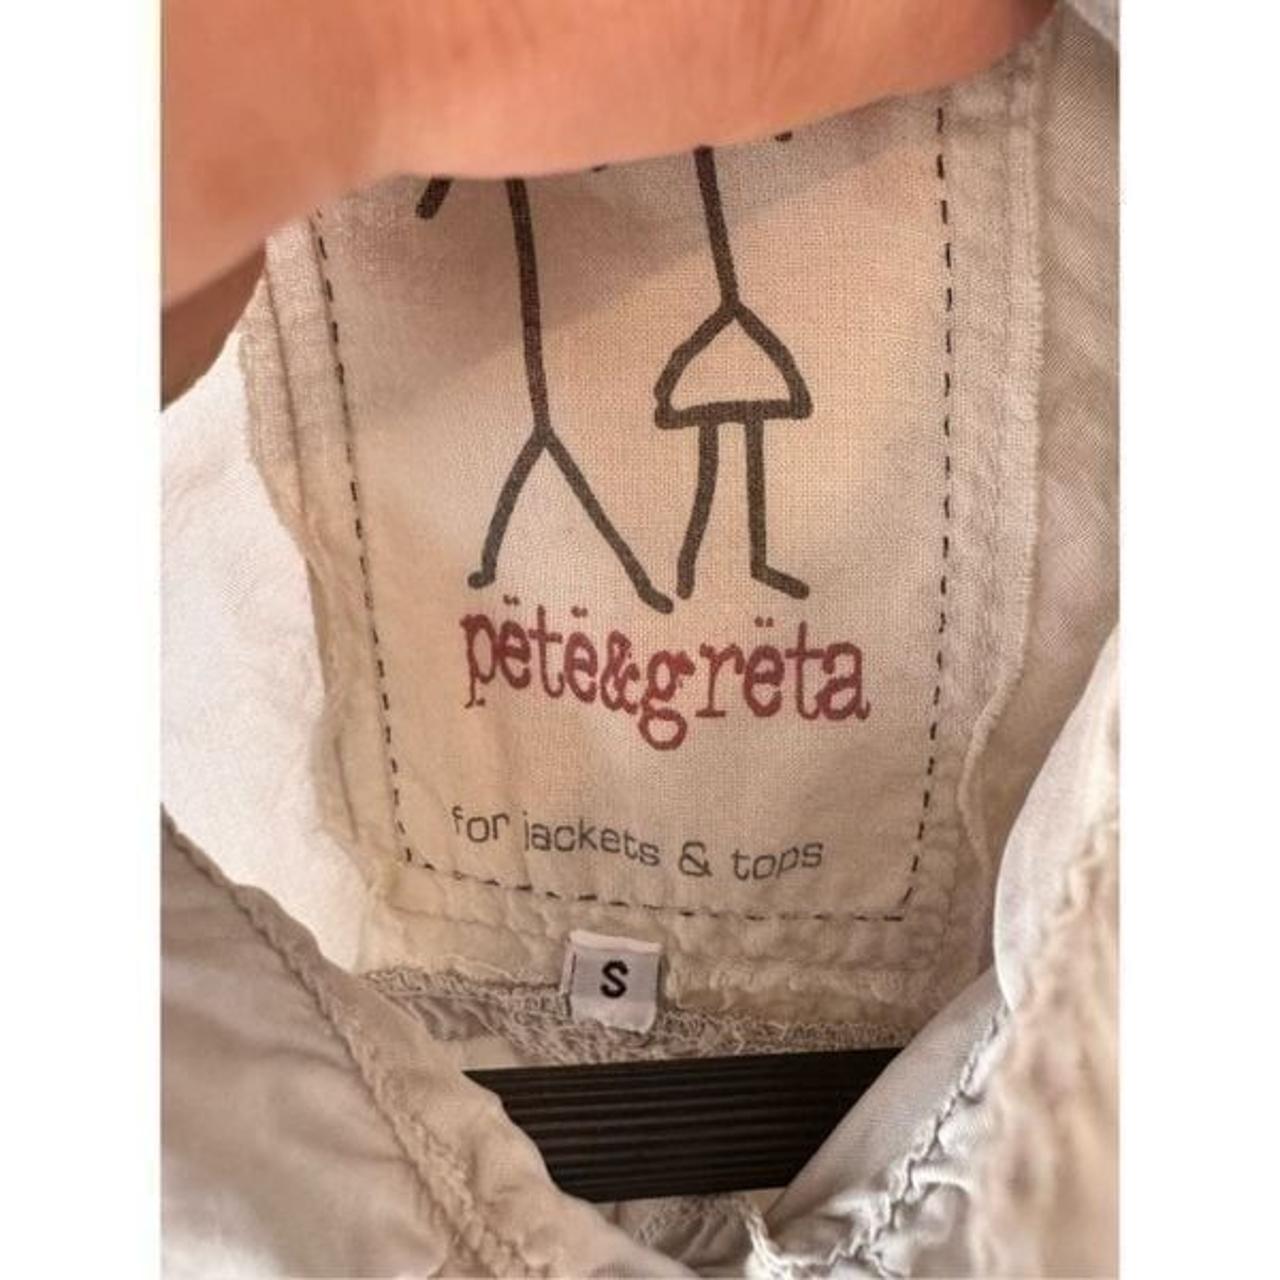 pëtë&grëta
for jackets & tops
S